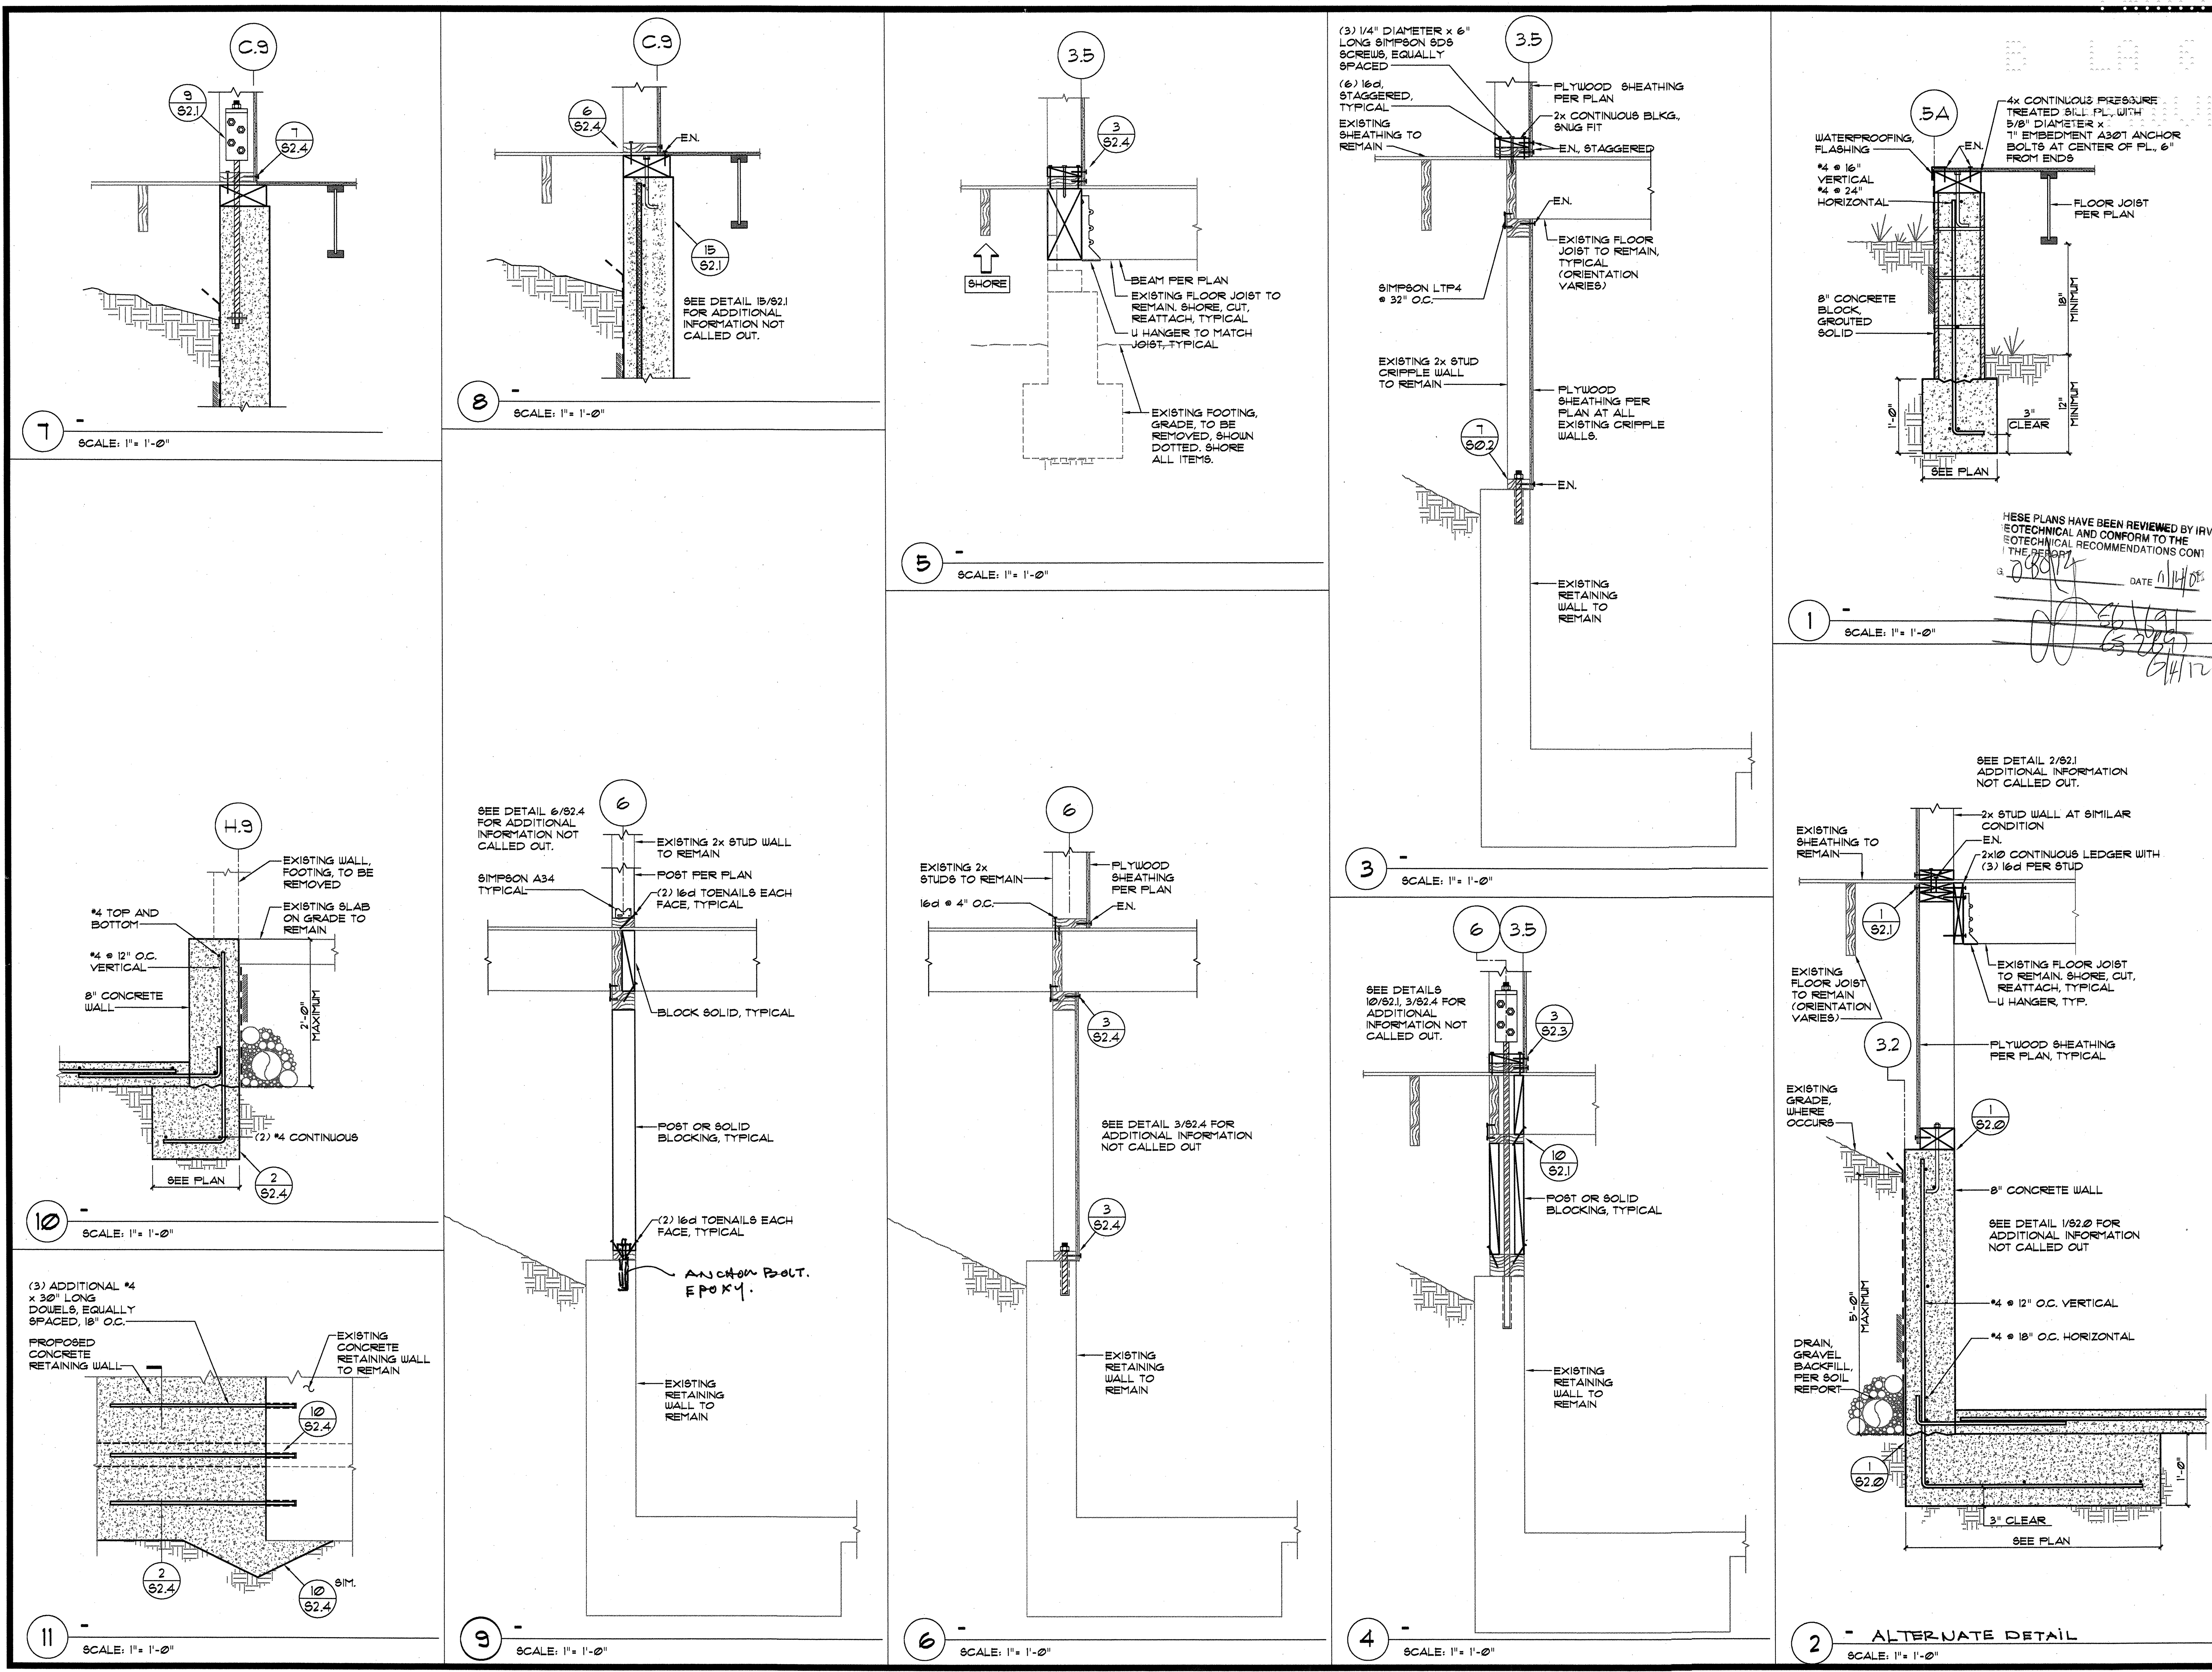 C.9
9
S2.1
7
S2.4
7
-
SCALE: 1"= 1'-0"
C.9
6
S2.4
E.N.
15
S2.1
SEE DETAIL 15/S2.1
FOR ADDITIONAL
INFORMATION NOT
CALLED OUT.
8
-
SCALE: 1"= 1'-0"
3.5
3
S2.4
SHORE
BEAM PER PLAN
EXISTING FLOOR JOIST TO
REMAIN. SHORE, CUT,
REATTACH, TYPICAL
U HANGER TO MATCH
JOIST, TYPICAL
EXISTING FOOTING,
GRADE, TO BE
REMOVED, SHOWN
DOTTED. SHORE
ALL ITEMS.
5
-
SCALE: 1"= 1'-0"
(3) 1/4" DIAMETER x 6"
LONG SIMPSON SDS
SCREWS, EQUALLY
SPACED
3.5
(6) 16d,
STAGGERED,
TYPICAL
EXISTING
SHEATHING TO
REMAIN
PLYWOOD SHEATHING
PER PLAN
2x CONTINUOUS BLKG.,
SNUG FIT
E.N., STAGGERED
E.N.
EXISTING FLOOR
JOIST TO REMAIN,
TYPICAL
(ORIENTATION
VARIES)
SIMPSON LTP4
@ 32" O.C.
EXISTING 2x STUD
CRIPPLE WALL
TO REMAIN
PLYWOOD
SHEATHING PER
PLAN AT ALL
EXISTING CRIPPLE
WALLS.
7
S0.2
E.N.
EXISTING
RETAINING
WALL TO
REMAIN
3
-
SCALE: 1"= 1'-0"
.5A
4x CONTINUOUS PRESSURE
TREATED SILL PL., WITH
5/8" DIAMETER x
7" EMBEDMENT A307 ANCHOR
BOLTS AT CENTER OF PL., 6"
FROM ENDS
WATERPROOFING,
FLASHING
E.N.
#4 @ 16"
VERTICAL
#4 @ 24"
HORIZONTAL
FLOOR JOIST
PER PLAN
8" CONCRETE
BLOCK,
GROUTED
SOLID
18"
MINIMUM
12"
MINIMUM
1'-0"
3"
CLEAR
SEE PLAN
HESE PLANS HAVE BEEN REVIEWED BY IRV
EOTECHNICAL AND CONFORM TO THE
EOTECHNICAL RECOMMENDATIONS CONT
THE REPORT
DATE 11/14/08
1
-
SCALE: 1"= 1'-0"
H.9
EXISTING WALL,
FOOTING, TO BE
REMOVED
EXISTING SLAB
ON GRADE TO
REMAIN
#4 TOP AND
BOTTOM
#4 @ 12" O.C.
VERTICAL
8" CONCRETE
WALL
2'-0"
MAXIMUM
(2) #4 CONTINUOUS
SEE PLAN
2
S2.4
10
-
SCALE: 1"= 1'-0"
(3) ADDITIONAL #4
x 30" LONG
DOWELS, EQUALLY
SPACED, 18" O.C.
PROPOSED
CONCRETE
RETAINING WALL
EXISTING
CONCRETE
RETAINING WALL
TO REMAIN
10
S2.4
2
S2.4
10
S2.4
SIM.
11
-
SCALE: 1"= 1'-0"
SEE DETAIL 6/S2.4
FOR ADDITIONAL
INFORMATION NOT
CALLED OUT.
6
EXISTING 2x STUD WALL
TO REMAIN
POST PER PLAN
SIMPSON A34
TYPICAL
(2) 16d TOENAILS EACH
FACE, TYPICAL
BLOCK SOLID, TYPICAL
POST OR SOLID
BLOCKING, TYPICAL
(2) 16d TOENAILS EACH
FACE, TYPICAL
ANCHOR BOLT.
EPOXY.
EXISTING
RETAINING
WALL TO
REMAIN
9
-
SCALE: 1"= 1'-0"
6
EXISTING 2x
STUDS TO REMAIN
PLYWOOD
SHEATHING
PER PLAN
16d @ 4" O.C.
E.N.
3
S2.4
SEE DETAIL 3/S2.4 FOR
ADDITIONAL INFORMATION
NOT CALLED OUT
3
S2.4
EXISTING
RETAINING
WALL TO
REMAIN
6
-
SCALE: 1"= 1'-0"
6
3.5
SEE DETAILS
10/S2.1, 3/S2.4 FOR
ADDITIONAL
INFORMATION NOT
CALLED OUT.
3
S2.3
10
S2.1
POST OR SOLID
BLOCKING, TYPICAL
EXISTING
RETAINING
WALL TO
REMAIN
4
-
SCALE: 1"= 1'-0"
SEE DETAIL 2/S2.1
ADDITIONAL INFORMATION
NOT CALLED OUT.
2x STUD WALL AT SIMILAR
CONDITION
EXISTING
SHEATHING TO
REMAIN
E.N.
2x10 CONTINUOUS LEDGER WITH
(3) 16d PER STUD
1
S2.1
EXISTING FLOOR JOIST
TO REMAIN. SHORE, CUT,
REATTACH, TYPICAL
U HANGER, TYP.
EXISTING
FLOOR JOIST
TO REMAIN
(ORIENTATION
VARIES)
3.2
PLYWOOD SHEATHING
PER PLAN, TYPICAL
EXISTING
GRADE,
WHERE
OCCURS
1
S2.0
8" CONCRETE WALL
SEE DETAIL 1/S2.0 FOR
ADDITIONAL INFORMATION
NOT CALLED OUT
5'-0"
MAXIMUM
#4 @ 12" O.C. VERTICAL
#4 @ 18" O.C. HORIZONTAL
DRAIN,
GRAVEL
BACKFILL,
PER SOIL
REPORT
1
S2.0
1'-0"
3" CLEAR
SEE PLAN
2
- ALTERNATE DETAIL
SCALE: 1"= 1'-0"